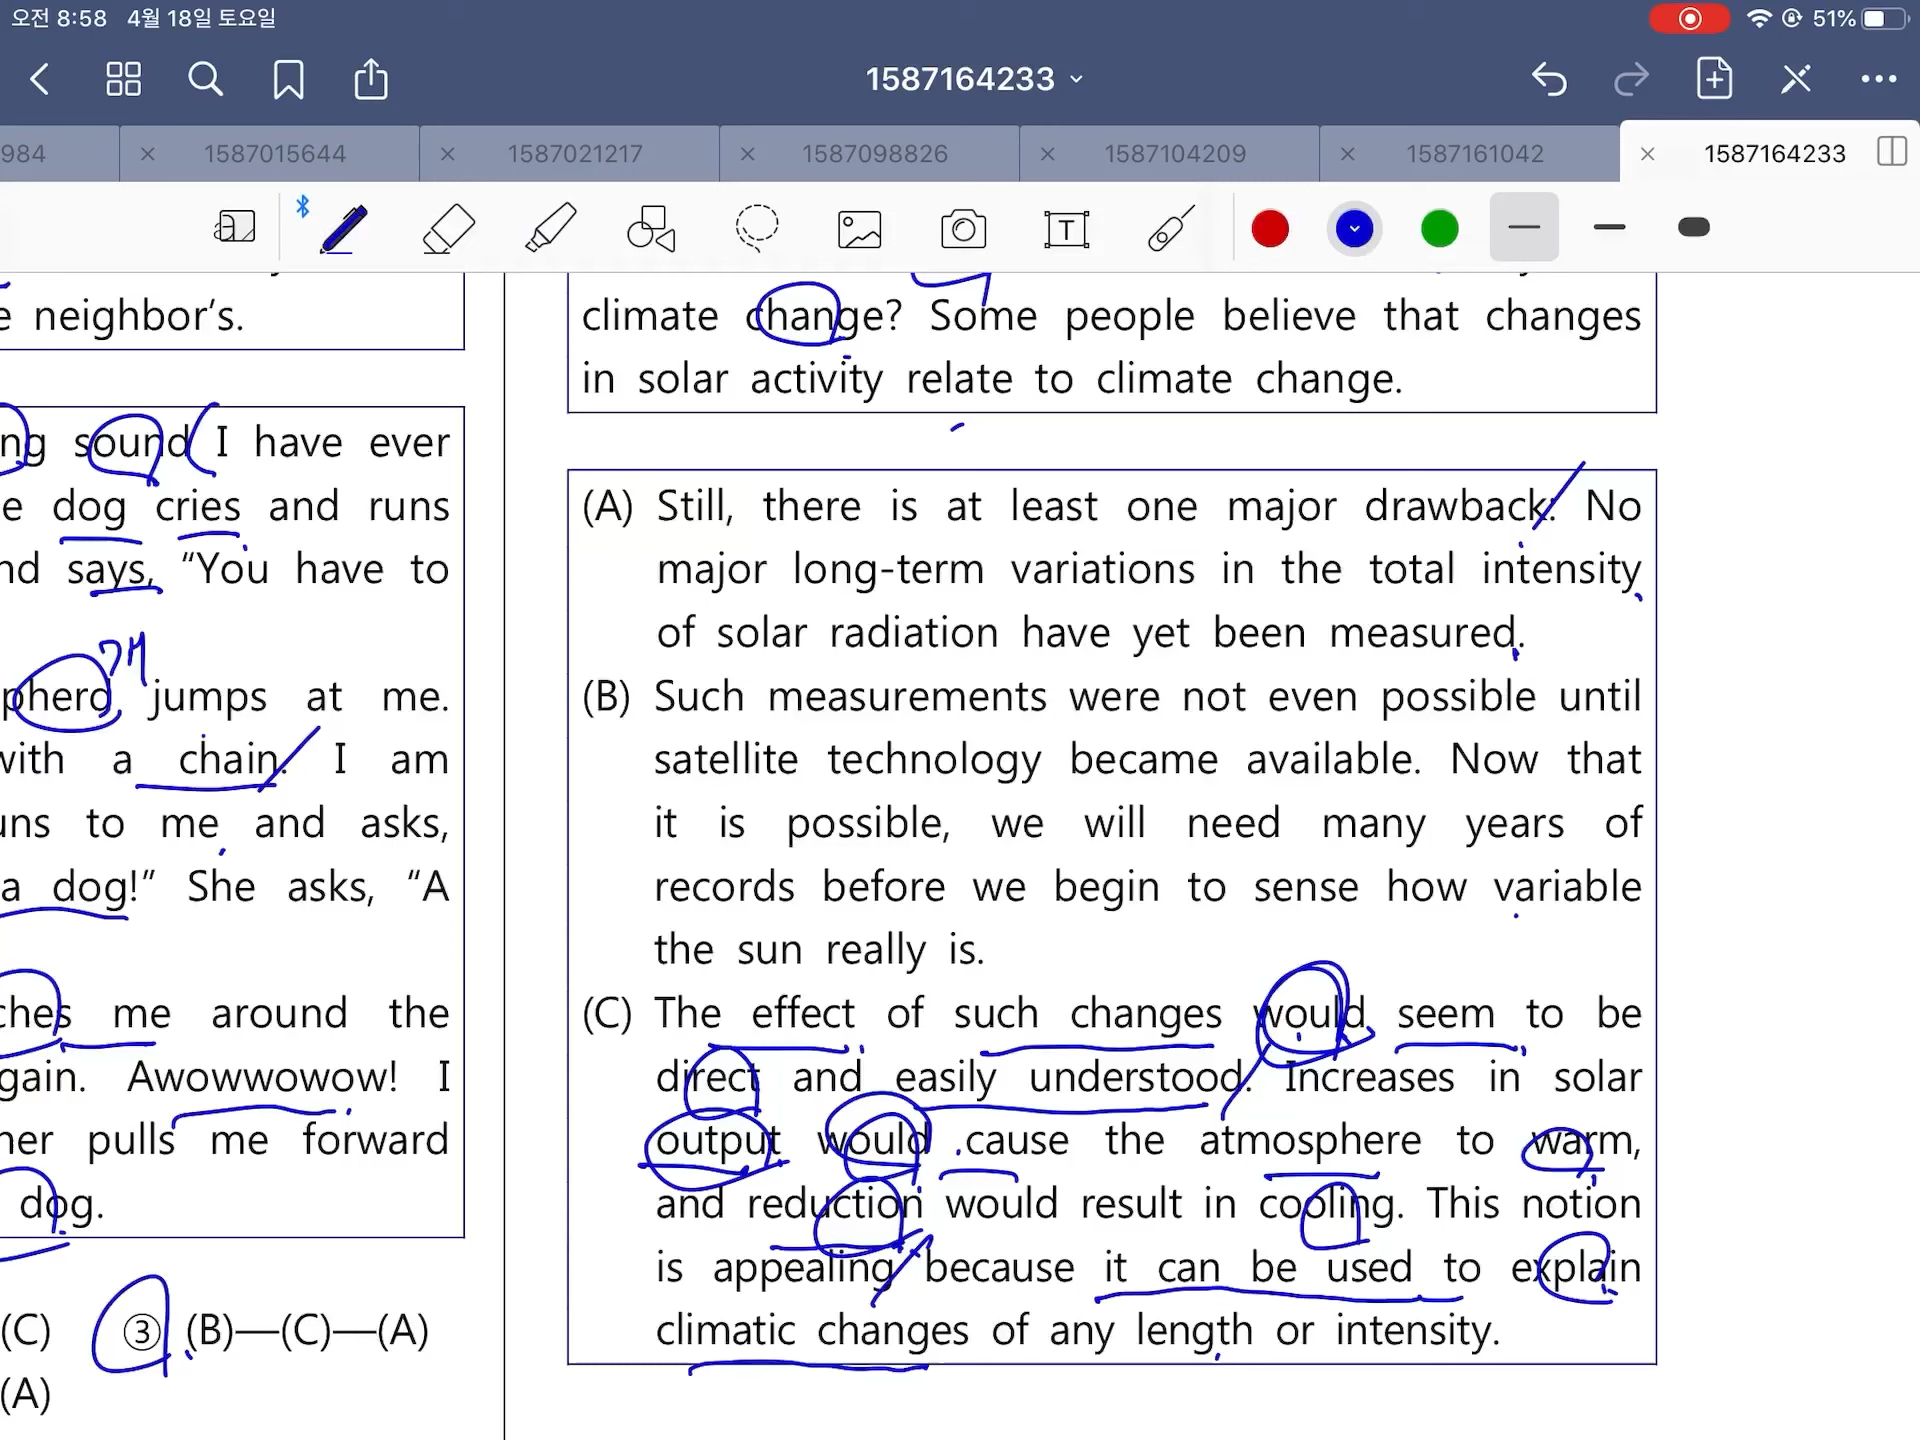 오전 8:58 4월 18일 토요일 51%
1587164233
984 1587015644 1587021217 1587098826 1587104209 1587161042 1587164233
e neighbor's.
ng sound I have ever
e dog cries and runs
nd says, "You have to
개
pherd jumps at me.
with a chain. I am
uns to me and asks,
a dog!" She asks, "A
ches me around the
gain. Awowwowow! I
her pulls me forward
dog.
(C) ③ (B)—(C)—(A)
(A)
climate change? Some people believe that changes
in solar activity relate to climate change.
(A) Still, there is at least one major drawback: No
major long-term variations in the total intensity
of solar radiation have yet been measured.
(B) Such measurements were not even possible until
satellite technology became available. Now that
it is possible, we will need many years of
records before we begin to sense how variable
the sun really is.
(C) The effect of such changes would seem to be
direct and easily understood. Increases in solar
output would cause the atmosphere to warm,
and reduction would result in cooling. This notion
is appealing because it can be used to explain
climatic changes of any length or intensity.